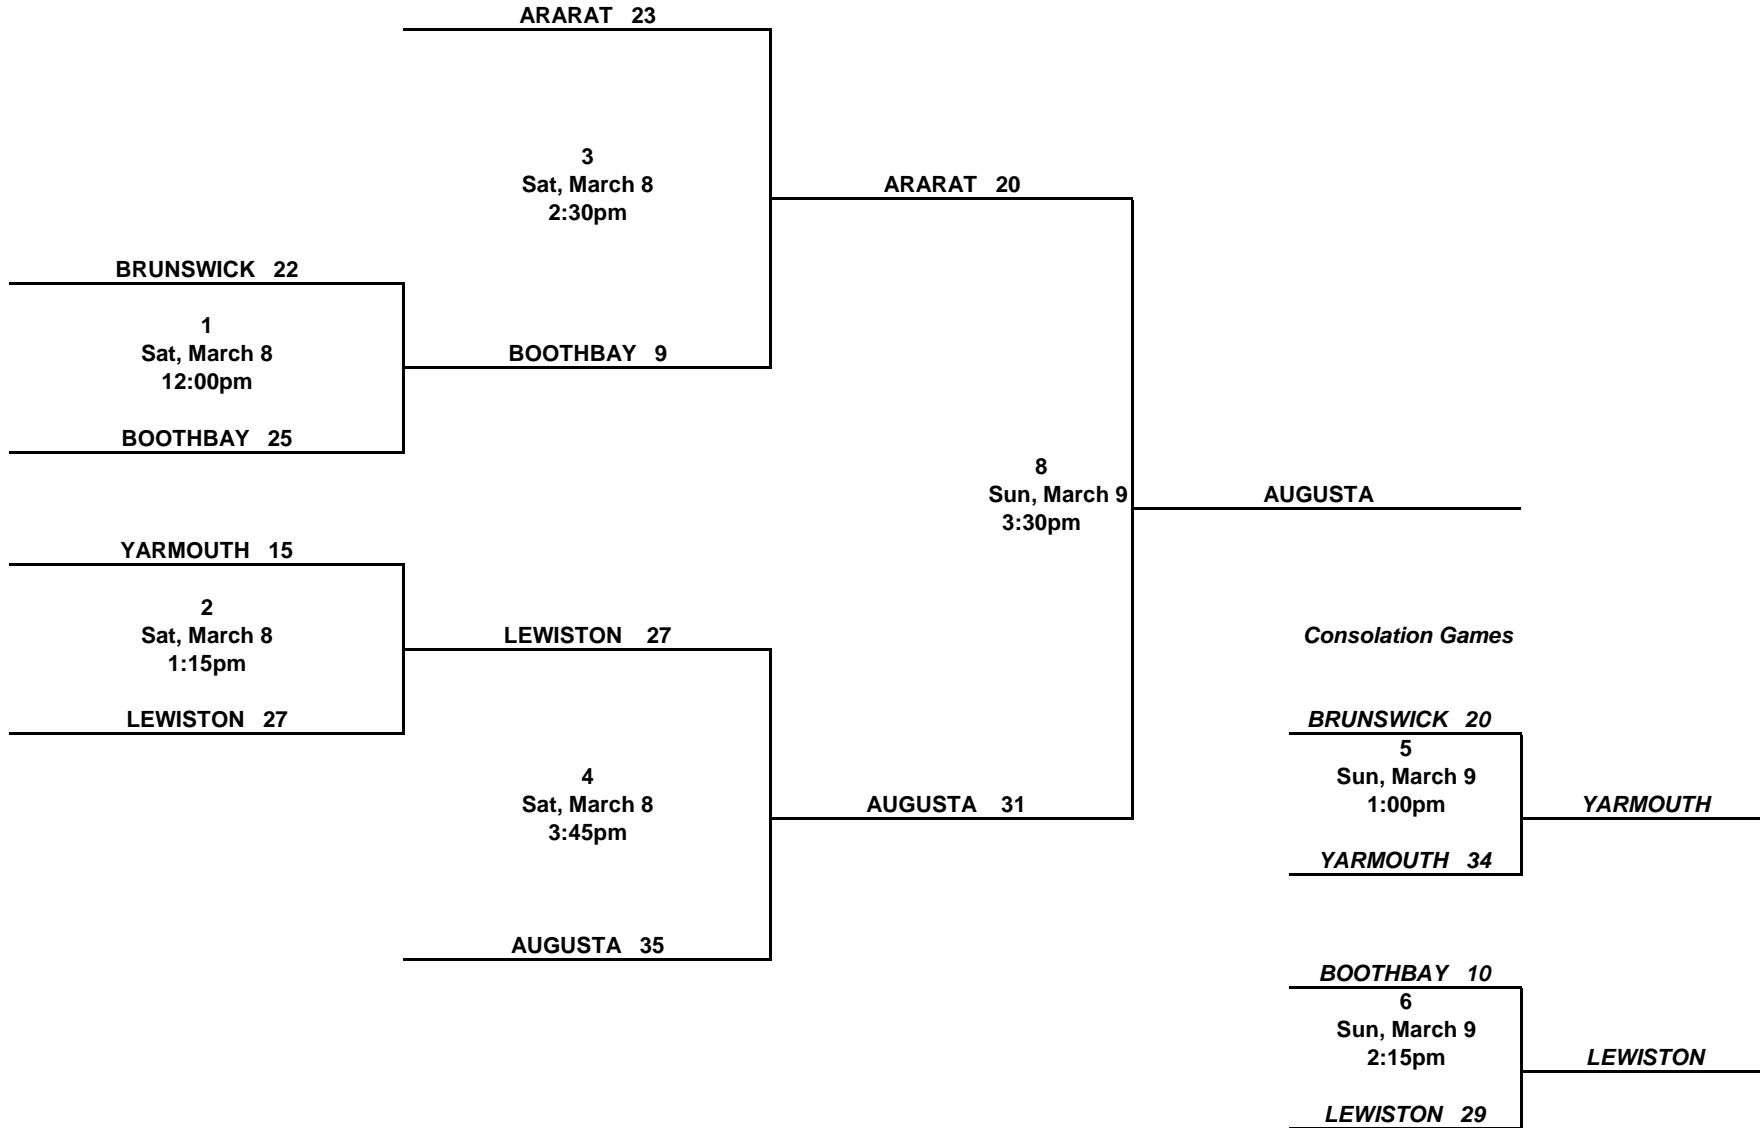 ARARAT 23
3
Sat, March 8
2:30pm
ARARAT 20
BRUNSWICK 22
1
Sat, March 8
12:00pm
BOOTHBAY 9
BOOTHBAY 25
8
Sun, March 9
3:30pm
AUGUSTA
YARMOUTH 15
2
Sat, March 8
1:15pm
LEWISTON 27
LEWISTON 27
4
Sat, March 8
3:45pm
AUGUSTA 31
AUGUSTA 35
Consolation Games
BRUNSWICK 20
5
Sun, March 9
1:00pm
YARMOUTH
YARMOUTH 34
BOOTHBAY 10
6
Sun, March 9
2:15pm
LEWISTON
LEWISTON 29